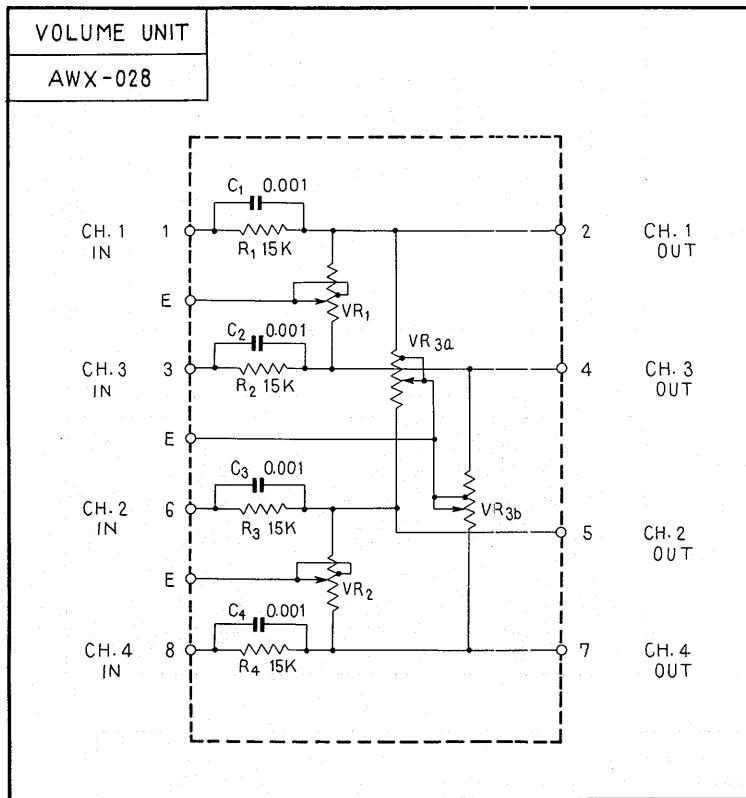 VOLUME UNIT
AWX-028
C1 0.001
CH.1 IN
1
R1 15K
2
CH.1 OUT
E
VR1
C2 0.001
VR3a
CH.3 IN
3
R2 15K
4
CH.3 OUT
E
C3 0.001
CH.2 IN
6
R3 15K
VR3b
5
CH.2 OUT
E
VR2
C4 0.001
CH.4 IN
8
R4 15K
7
CH.4 OUT